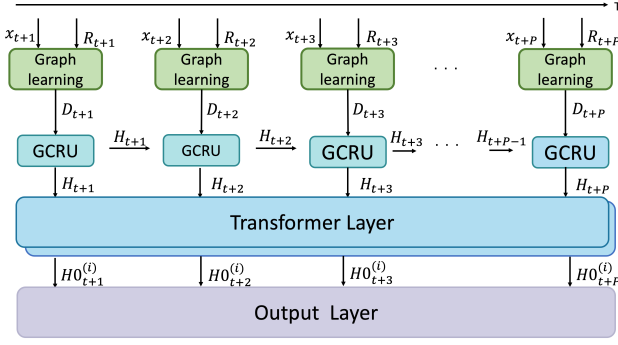 T
x_{t+1} R_{t+1} x_{t+2} R_{t+2} x_{t+3} R_{t+3} x_{t+P} R_{t+P}
Graph learning
Graph learning
Graph learning
. . .
Graph learning
D_{t+1} D_{t+2} D_{t+3} D_{t+P}
GCRU H_{t+1} GCRU H_{t+2} GCRU H_{t+3} . . . H_{t+P-1} GCRU
H_{t+1} H_{t+2} H_{t+3} H_{t+P}
Transformer Layer
H0^{(i)}_{t+1} H0^{(i)}_{t+2} H0^{(i)}_{t+3} H0^{(i)}_{t+P}
Output Layer